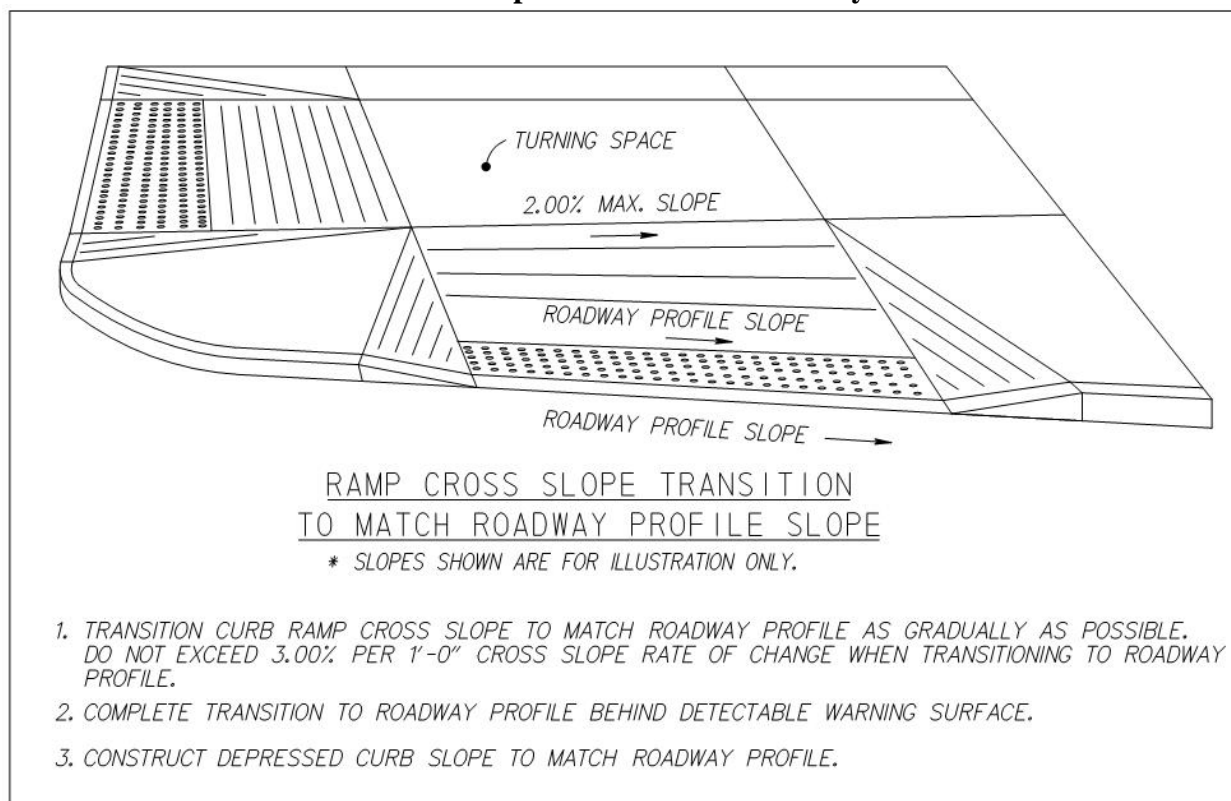 TURNING SPACE
2.00% MAX. SLOPE
ROADWAY PROFILE SLOPE
ROADWAY PROFILE SLOPE
RAMP CROSS SLOPE TRANSITION
TO MATCH ROADWAY PROFILE SLOPE
* SLOPES SHOWN ARE FOR ILLUSTRATION ONLY.
1. TRANSITION CURB RAMP CROSS SLOPE TO MATCH ROADWAY PROFILE AS GRADUALLY AS POSSIBLE.
DO NOT EXCEED 3.00% PER 1'-0" CROSS SLOPE RATE OF CHANGE WHEN TRANSITIONING TO ROADWAY
PROFILE.
2. COMPLETE TRANSITION TO ROADWAY PROFILE BEHIND DETECTABLE WARNING SURFACE.
3. CONSTRUCT DEPRESSED CURB SLOPE TO MATCH ROADWAY PROFILE.